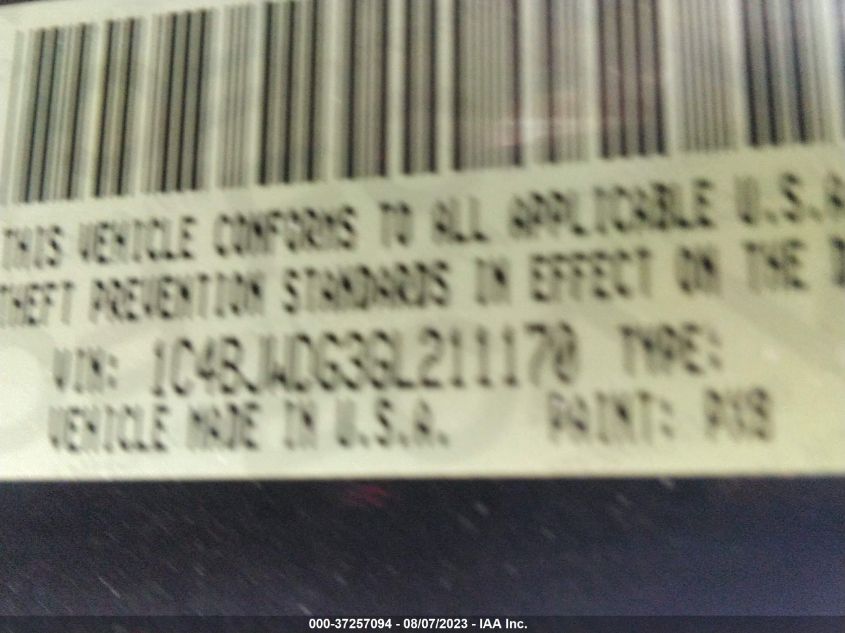 THIS VEHICLE CONFORMS TO ALL APPLICABLE U.S.A
THEFT PREVENTION STANDARDS IN EFFECT ON THE D
VIN: 1C4BJWDG3GL211170 TYPE:
VEHICLE MADE IN U.S.A. PAINT: PX8
000-37257094 - 08/07/2023 - IAA Inc.